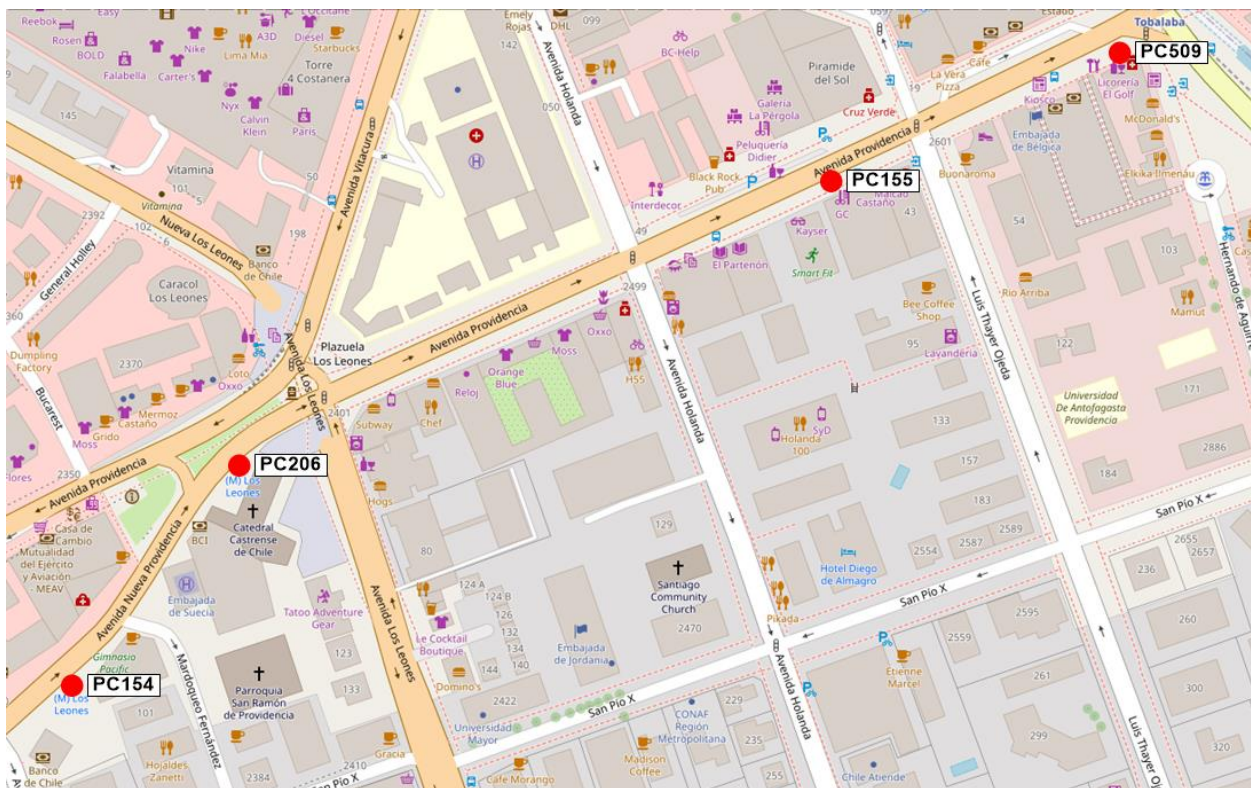 Reebok
Easy
Rosen
BOLD
Falabella
Nike
Carter's
Nyx
Calvin
Klein
Lima Mia
A3D
Diesel
Starbucks
Torre
4 Costanera
Paris
145
Vitamina
101
5
Vitamina
102
6
50
198
2392
General Holley
Nueva Los Leones
Banco
de Chile
Caracol
Los Leones
Avenida Vitacura
142
050
Emely
Rojas
DHL
099
Avenida Holanda
BC-Help
Galeria
La Pérgola
Peluquería
Didier
Black Rock
Pub
Interdecor
Piramide
del Sol
Cruz Verde
059
59
La Vera
Pizza
Café
Estado
Tobalaba
PC509
Licorería
El Golf
McDonald's
Kiosco
Embajada
de Bélgica
Elkika Ilmenau
Buonaroma
2601
Avenida Providencia
PC155
Macao
Castaño
GC
43
Kayser
Smart Fit
El Partenón
49
2499
54
103
Hernando de Aguirre
Mamut
Rio Arriba
Bee Coffee
Shop
Lavandería
95
Luis Thayer Ojeda
122
Universidad
De Antofagasta
Providencia
171
2886
184
360
Dumpling
Factory
2370
Bucarest
Loto
Oxxo
Mermoz
Castaño
Grido
Moss
Flores
2350
Avenida Providencia
Plazuela
Los Leones
Avenida Los Leones
Avenida Providencia
2401
Oxxo
Moss
Orange
Blue
Reloj
Subway
Chef
H55
Hogs
Avenida Holanda
SyD
Holanda
100
133
157
183
2589
2587
2554
San Pío X
2655
2657
236
260
300
320
PC206
(M) Los
Leones
Catedral
Castrense
de Chile
BCI
Casa de
Cambio
Mutualidad
del Ejército
y Aviación
- MEAV
Avenida Nueva Providencia
Embajada
de Suecia
Tatoo Adventure
Gear
Gimnasio
Pacific
PC154
(M) Los
Leones
101
Mardoqueo Fernández
Parroquia
San Ramón
de Providencia
123
133
Hojaldes
Zanetti
Banco
de Chile
2384
2410
San Pío X
Gracia
Avenida Los Leones
80
124 A
124 B
126
132
134
140
144
Le Cocktail
Boutique
Domino's
2422
Universidad
Mayor
Cafe Morango
Embajada
de Jordania
129
Santiago
Community
Church
2470
San Pío X
CONAF
Región
Metropolitana
229
235
255
Madison
Coffee
Hotel Diego
de Almagro
Pikada
San Pío X
Avenida Holanda
Etienne
Marcel
2559
2595
261
299
Chile Atiende
Luis Thayer Ojeda